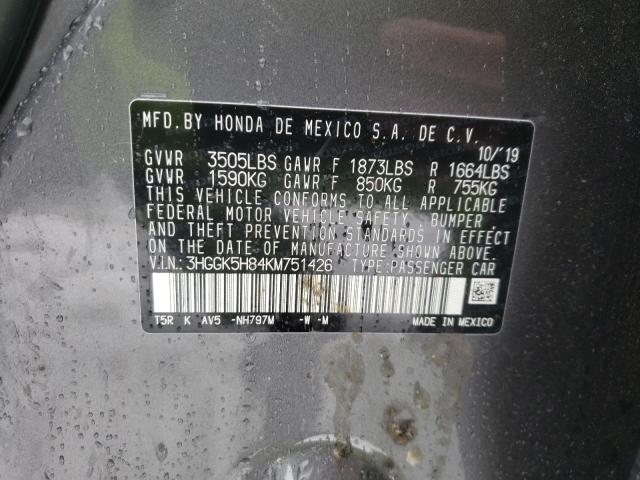 MFD. BY HONDA DE MEXICO S.A. DE C.V.
10/'19
GVWR 3505LBS GAWR F 1873LBS R 1664LBS
GVWR 1590KG GAWR F 850KG R 755KG
THIS VEHICLE CONFORMS TO ALL APPLICABLE
FEDERAL MOTOR VEHICLE SAFETY, BUMPER,
AND THEFT PREVENTION STANDARDS IN EFFECT
ON THE DATE OF MANUFACTURE SHOWN ABOVE.
V.I.N.: 3HGGK5H84KM751426 TYPE:PASSENGER CAR
T5R K AV5 -NH797M -W -M MADE IN MEXICO